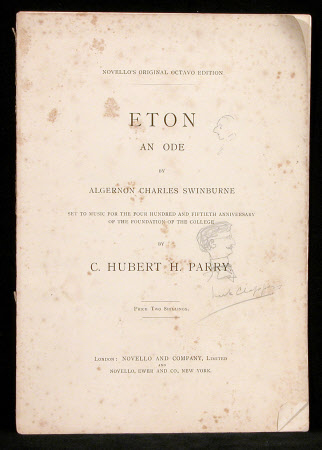 NOVELLO'S ORIGINAL OCTAVO EDITION
ETON
AN ODE
BY
ALGERNON CHARLES SWINBURNE
SET TO MUSIC FOR THE FOUR HUNDRED AND FIFTIETH ANNIVERSARY
OF THE FOUNDATION OF THE COLLEGE
BY
C. HUBERT H. PARRY
PRICE TWO SHILLINGS.
LONDON: NOVELLO AND COMPANY, LIMITED
AND
NOVELLO, EWER AND CO., NEW YORK.